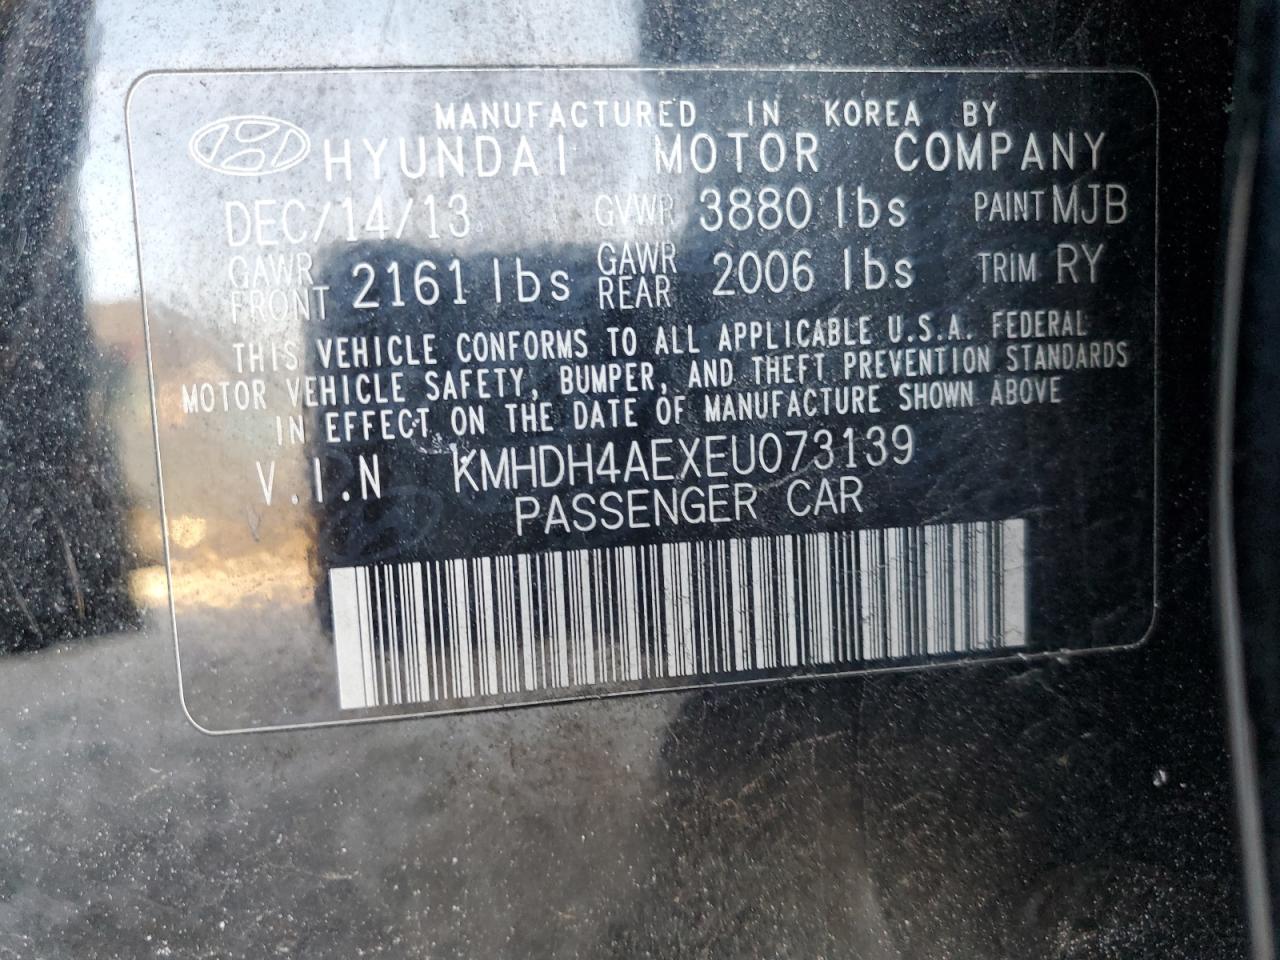 MANUFACTURED IN KOREA BY
HYUNDAI MOTOR COMPANY
DEC/14/13 GVWR 3880 lbs PAINT MJB
GAWR FRONT 2161 lbs GAWR REAR 2006 lbs TRIM RY
THIS VEHICLE CONFORMS TO ALL APPLICABLE U.S.A. FEDERAL
MOTOR VEHICLE SAFETY, BUMPER, AND THEFT PREVENTION STANDARDS
IN EFFECT ON THE DATE OF MANUFACTURE SHOWN ABOVE
V.I.N KMHDH4AEXEU073139
PASSENGER CAR